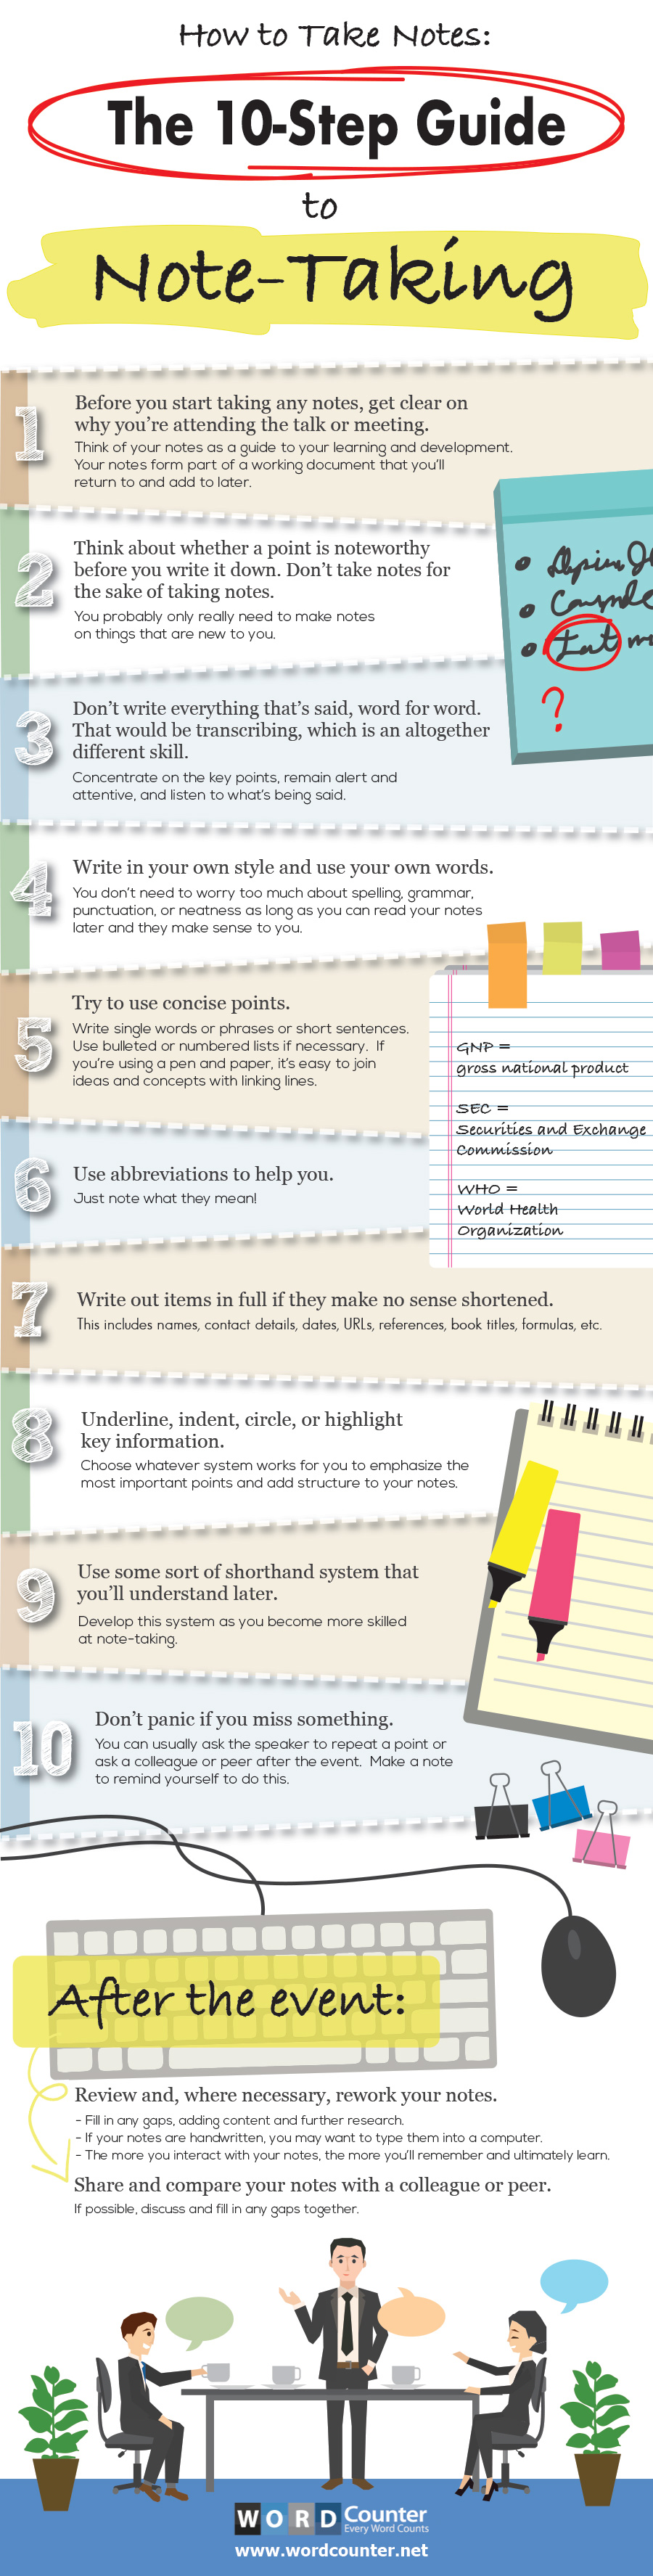 How to Take Notes:
The 10-Step Guide
to
Note-Taking
1
Before you start taking any notes, get clear on
why you're attending the talk or meeting.
Think of your notes as a guide to your learning and development.
Your notes form part of a working document that you'll
return to and add to later.
2
Think about whether a point is noteworthy
before you write it down. Don't take notes for
the sake of taking notes.
You probably only really need to make notes
on things that are new to you.
?
3
Don't write everything that's said, word for word.
That would be transcribing, which is an altogether
different skill.
Concentrate on the key points, remain alert and
attentive, and listen to what's being said.
4
Write in your own style and use your own words.
You don't need to worry too much about spelling, grammar,
punctuation, or neatness as long as you can read your notes
later and they make sense to you.
5
Try to use concise points.
Write single words or phrases or short sentences.
Use bulleted or numbered lists if necessary. If
you're using a pen and paper, it's easy to join
ideas and concepts with linking lines.
GNP =
gross national product
SEC =
Securities and Exchange
Commission
WHO =
World Health
Organization
6
Use abbreviations to help you.
Just note what they mean!
7
Write out items in full if they make no sense shortened.
This includes names, contact details, dates, URLs, references, book titles, formulas, etc.
8
Underline, indent, circle, or highlight
key information.
Choose whatever system works for you to emphasize the
most important points and add structure to your notes.
9
Use some sort of shorthand system that
you'll understand later.
Develop this system as you become more skilled
at note-taking.
10
Don't panic if you miss something.
You can usually ask the speaker to repeat a point or
ask a colleague or peer after the event. Make a note
to remind yourself to do this.
After the event:
Review and, where necessary, rework your notes.
- Fill in any gaps, adding content and further research.
- If your notes are handwritten, you may want to type them into a computer.
- The more you interact with your notes, the more you'll remember and ultimately learn.
Share and compare your notes with a colleague or peer.
If possible, discuss and fill in any gaps together.
WORD Counter
Every Word Counts
www.wordcounter.net